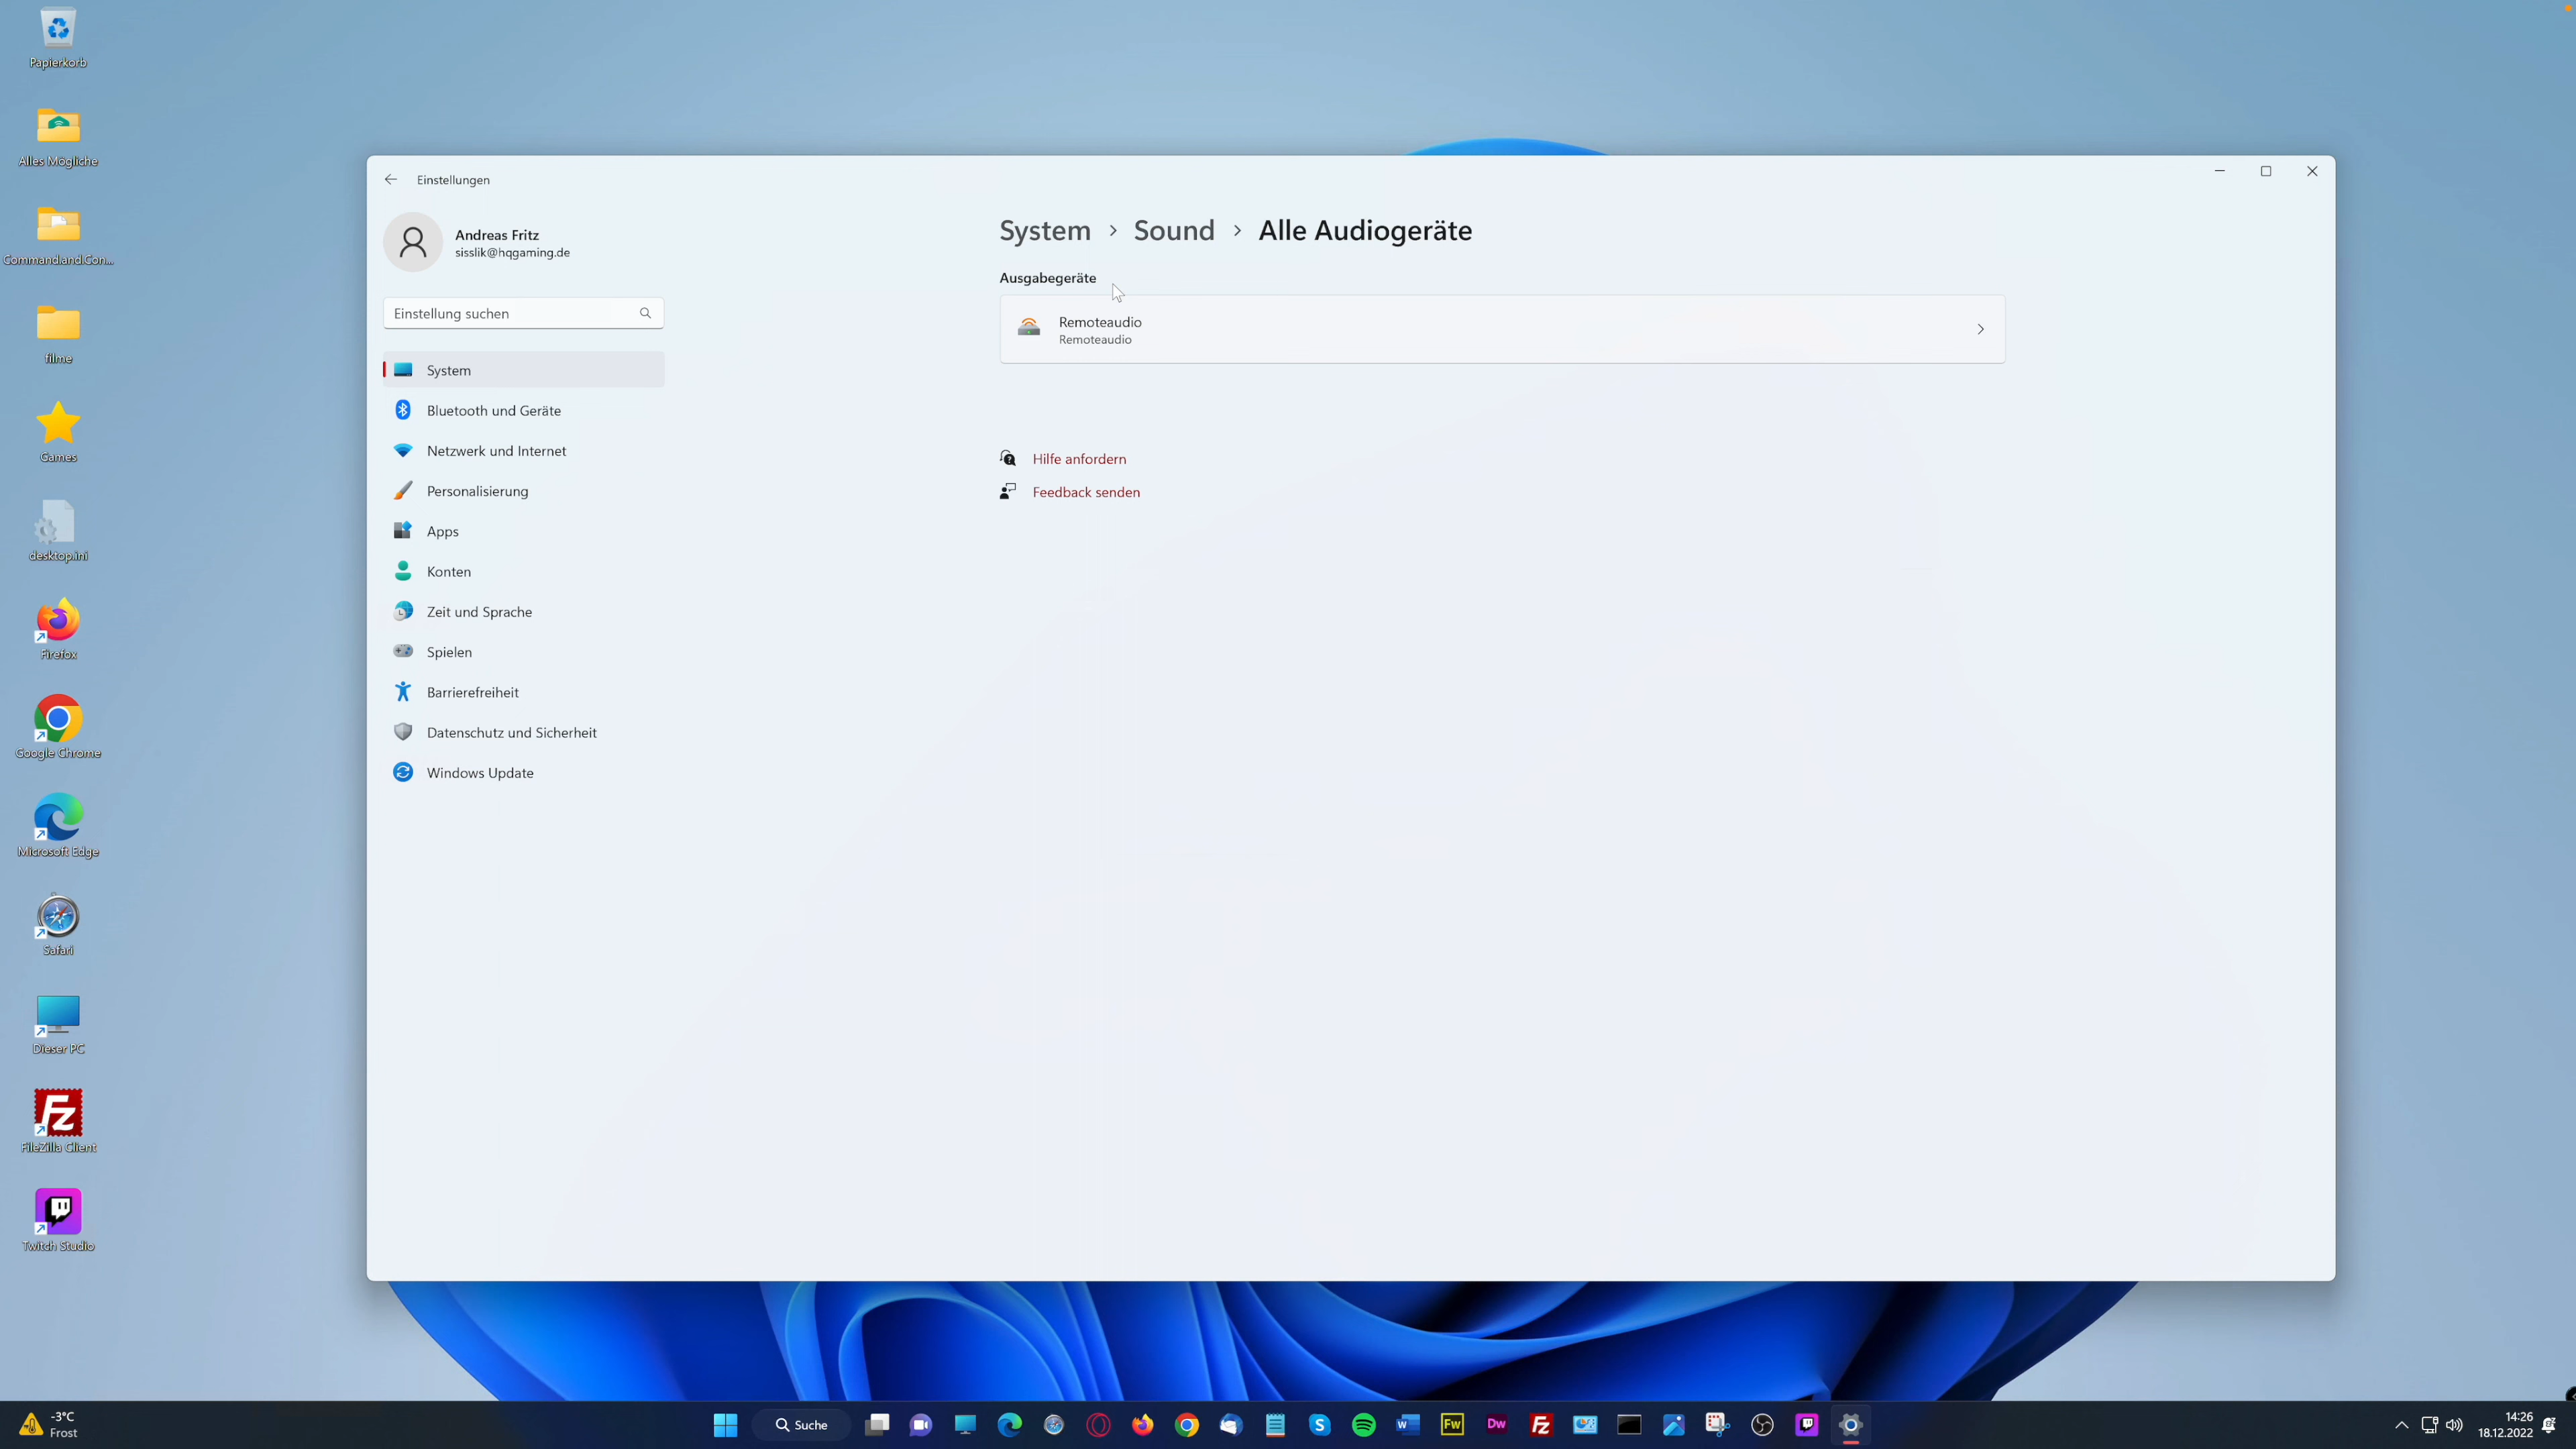 Papierkorb
Alles Mögliche
Command.and.Con...
filme
Games
desktop.ini
Firefox
Google Chrome
Microsoft Edge
Safari
Dieser PC
FileZilla Client
Twitch Studio
Einstellungen
Andreas Fritz
sisslik@hqgaming.de
Einstellung suchen
System
Bluetooth und Geräte
Netzwerk und Internet
Personalisierung
Apps
Konten
Zeit und Sprache
Spielen
Barrierefreiheit
Datenschutz und Sicherheit
Windows Update
System > Sound > Alle Audiogeräte
Ausgabegeräte
Remoteaudio
Remoteaudio
Hilfe anfordern
Feedback senden
-3°C
Frost
Suche
14:26
18.12.2022